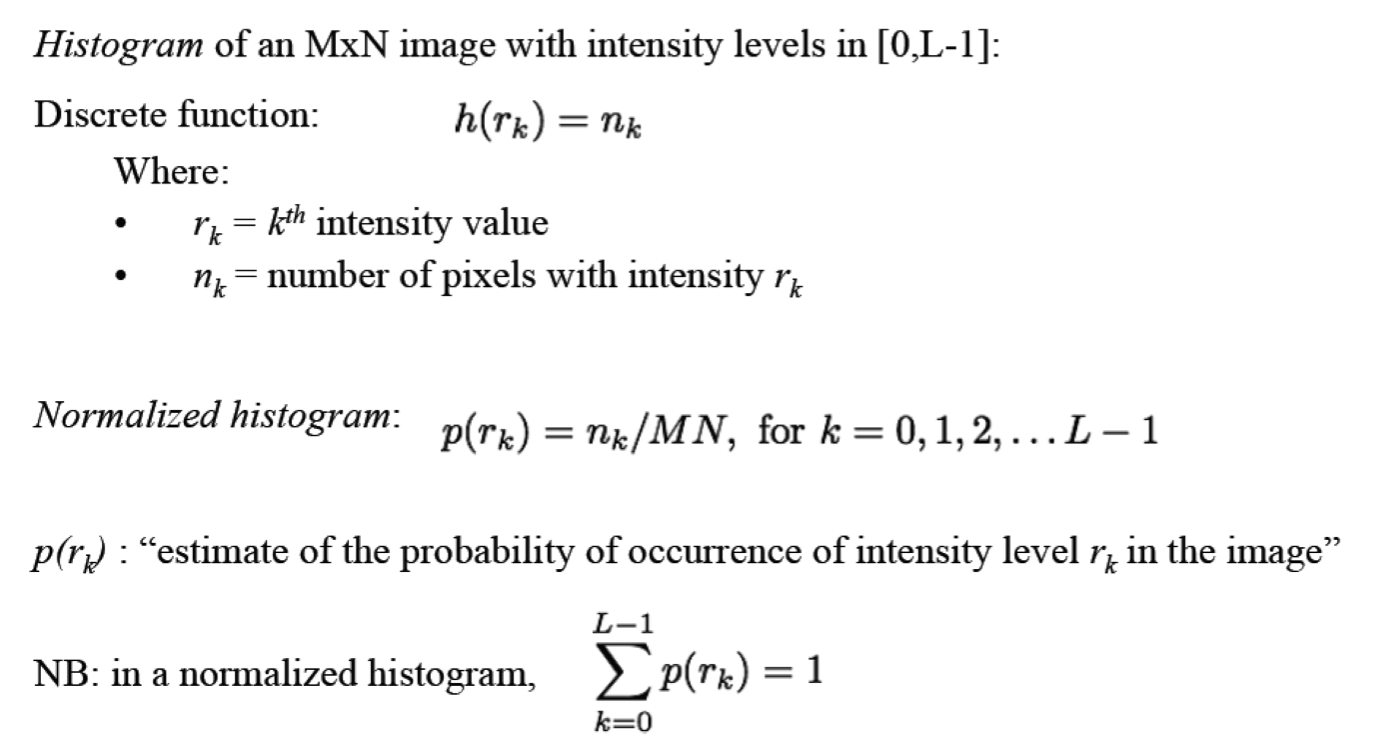 Histogram of an MxN image with intensity levels in [0,L-1]:
Discrete function: h(r_k) = n_k
Where:
• r_k = k^th intensity value
• n_k = number of pixels with intensity r_k
Normalized histogram: p(r_k) = n_k/MN, for k = 0, 1, 2, ... L − 1
p(r_k) : “estimate of the probability of occurrence of intensity level r_k in the image”
NB: in a normalized histogram, \sum_{k=0}^{L-1} p(r_k) = 1